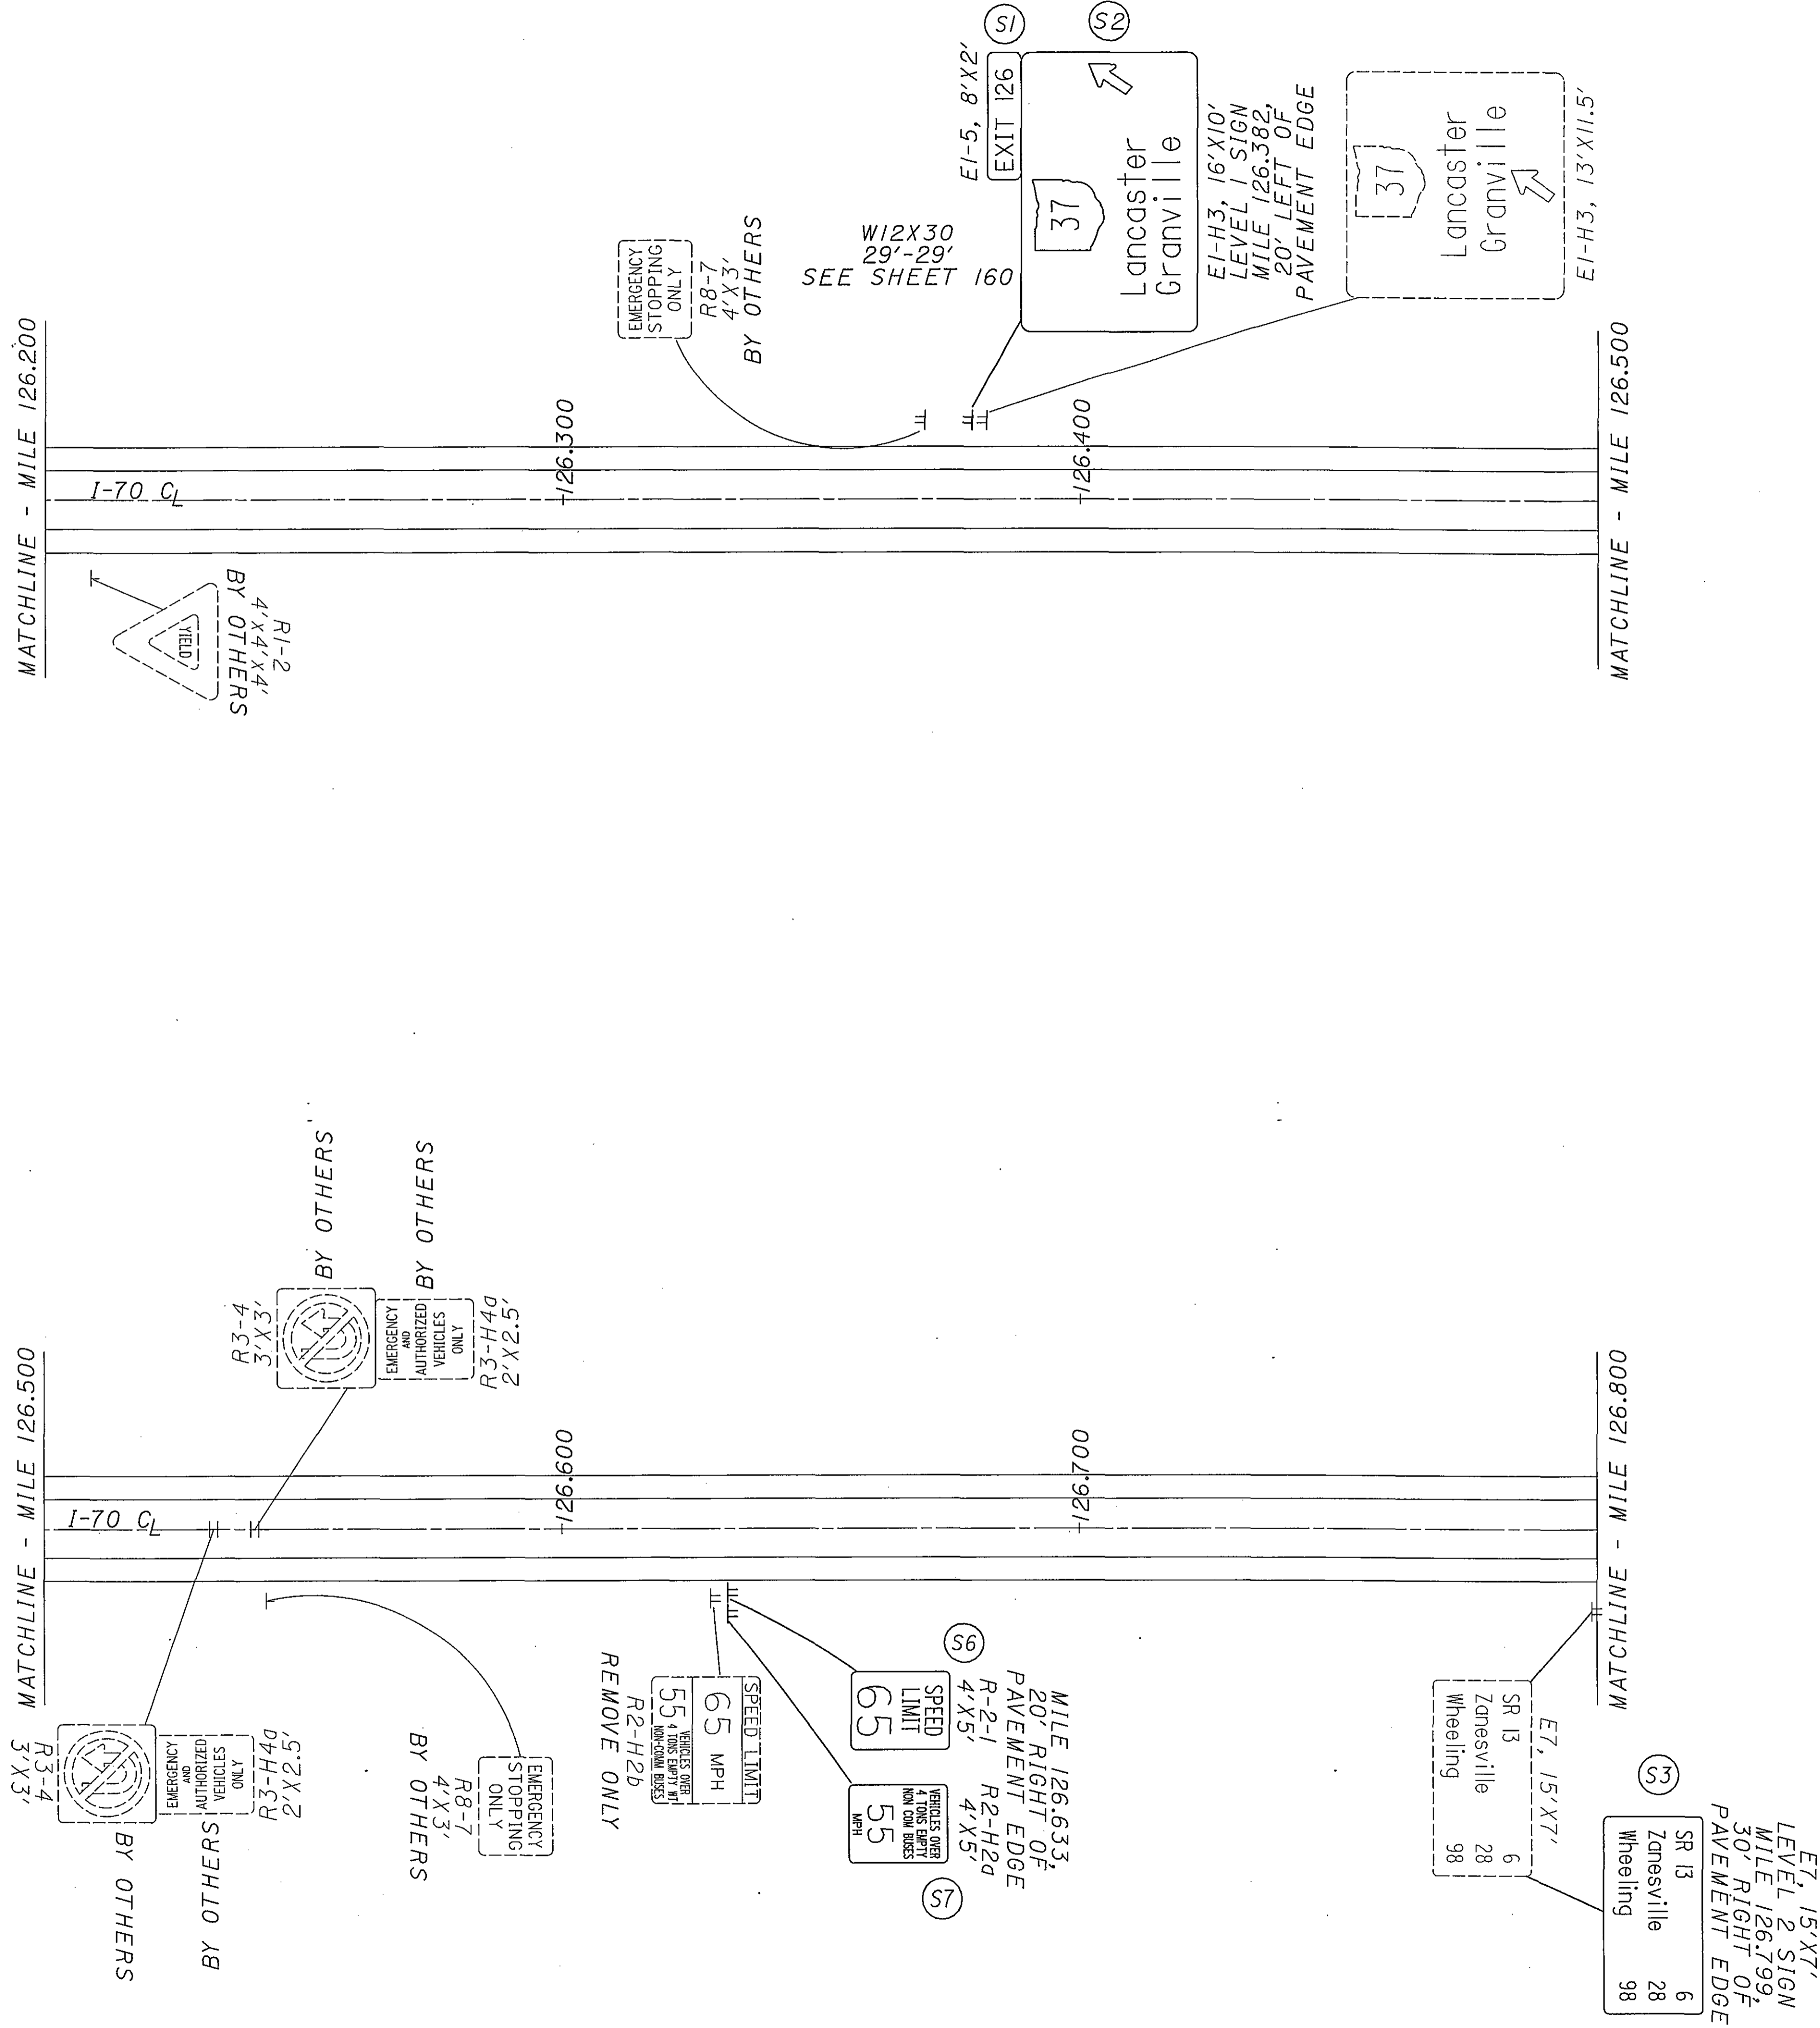 S1
S2
E1-5, 8'X2'
EXIT 126
37
Lancaster
Granville
E1-H3, 16'X10'
LEVEL 1 SIGN
MILE 126.382,
20' LEFT OF
PAVEMENT EDGE
37
Lancaster
Granville
E1-H3, 13'X11.5'
W12X30
29'-29'
SEE SHEET 160
EMERGENCY
STOPPING
ONLY
R8-7
4'X3'
BY OTHERS
MATCHLINE - MILE 126.200
I-70 CL
126.300
126.400
MATCHLINE - MILE 126.500
YIELD
R1-2
4'X4'X4'
BY OTHERS
BY OTHERS
BY OTHERS
R3-4
3'X3'
EMERGENCY
AND
AUTHORIZED
VEHICLES
ONLY
R3-H4a
2'X2.5'
MATCHLINE - MILE 126.500
I-70 CL
126.600
126.700
MATCHLINE - MILE 126.800
R3-4
3'X3'
EMERGENCY
AND
AUTHORIZED
VEHICLES
ONLY
R3-H4a
2'X2.5'
BY OTHERS
BY OTHERS
EMERGENCY
STOPPING
ONLY
R8-7
4'X3'
BY OTHERS
SPEED LIMIT
65 MPH
55 VEHICLES OVER
4 TONS EMPTY WT
NON-COMM BUSES
R2-H2b
REMOVE ONLY
S6
MILE 126.633,
20' RIGHT OF
PAVEMENT EDGE
R-2-1 R2-H2a
4'X5' 4'X5'
SPEED
LIMIT
65
VEHICLES OVER
4 TONS EMPTY
NON COM BUSES
55
MPH
S7
E7, 15'X7'
SR 13 6
Zanesville 28
Wheeling 98
S3
E7, 15'X7'
LEVEL 2 SIGN
MILE 126.799,
30' RIGHT OF
PAVEMENT EDGE
SR 13 6
Zanesville 28
Wheeling 98